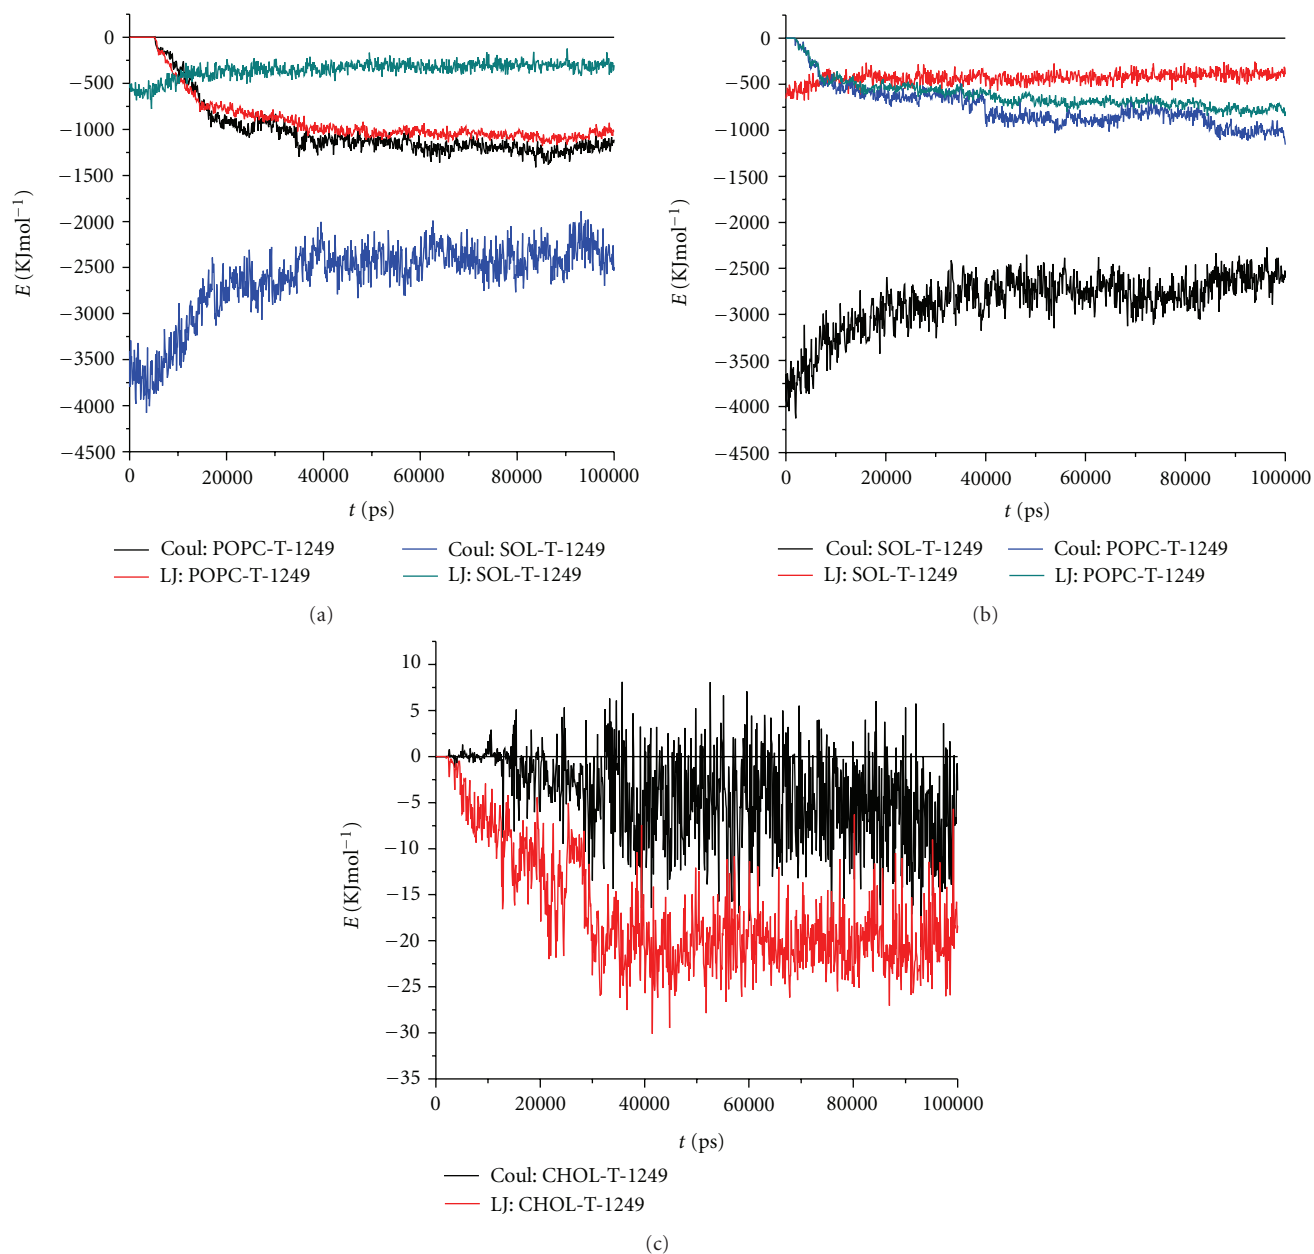 0
−500
−1000
−1500
−2000
−2500
−3000
−3500
−4000
−4500
E (KJmol−1)
0 20000 40000 60000 80000 100000
t (ps)
Coul: POPC-T-1249
LJ: POPC-T-1249
Coul: SOL-T-1249
LJ: SOL-T-1249
(a)
0
−500
−1000
−1500
−2000
−2500
−3000
−3500
−4000
−4500
E (KJmol−1)
0 20000 40000 60000 80000 100000
t (ps)
Coul: SOL-T-1249
LJ: SOL-T-1249
Coul: POPC-T-1249
LJ: POPC-T-1249
(b)
10
5
0
−5
−10
−15
−20
−25
−30
−35
E (KJmol−1)
0 20000 40000 60000 80000 100000
t (ps)
Coul: CHOL-T-1249
LJ: CHOL-T-1249
(c)